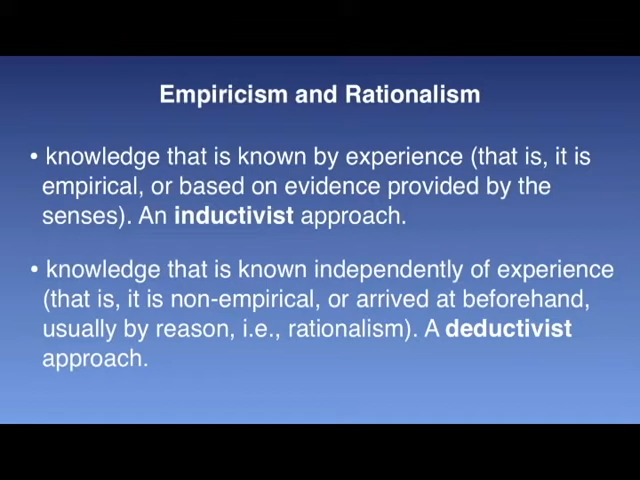 Empiricism and Rationalism
• knowledge that is known by experience (that is, it is
empirical, or based on evidence provided by the
senses). An inductivist approach.
• knowledge that is known independently of experience
(that is, it is non-empirical, or arrived at beforehand,
usually by reason, i.e., rationalism). A deductivist
approach.